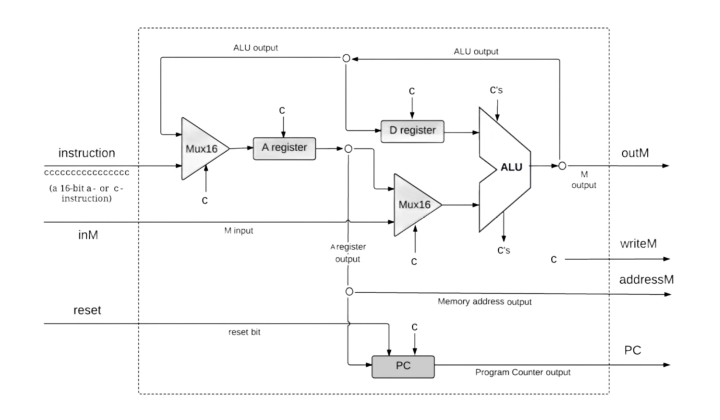 ALU output
ALU output
c
c
c's
Mux16
A register
D register
ALU
instruction
cccccccccccccccc
(a 16-bit a- or c-
instruction)
c
Mux16
outM
M
output
inM
M input
A register
output
c
c's
c
writeM
addressM
Memory address output
reset
reset bit
c
PC
PC
Program Counter output